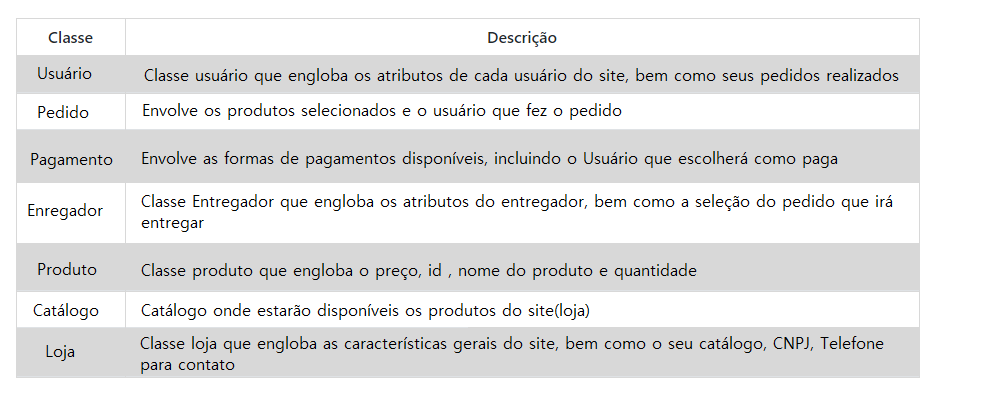 Classe Descrição
Usuário Classe usuário que engloba os atributos de cada usuário do site, bem como seus pedidos realizados
Pedido Envolve os produtos selecionados e o usuário que fez o pedido
Pagamento Envolve as formas de pagamentos disponíveis, incluindo o Usuário que escolherá como paga
Enregador Classe Entregador que engloba os atributos do entregador, bem como a seleção do pedido que irá
entregar
Produto Classe produto que engloba o preço, id , nome do produto e quantidade
Catálogo Catálogo onde estarão disponíveis os produtos do site(loja)
Loja Classe loja que engloba as características gerais do site, bem como o seu catálogo, CNPJ, Telefone
para contato